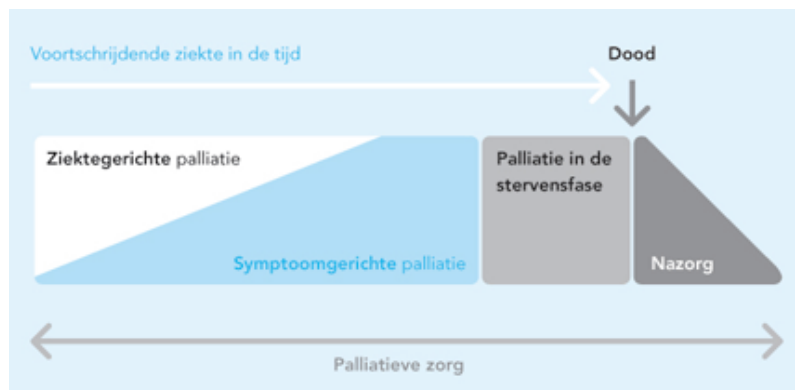 Voortschrijdende ziekte in de tijd
Dood
Ziektegerichte palliatie
Palliatie in de
stervensfase
Symptoomgerichte palliatie
Nazorg
Palliatieve zorg